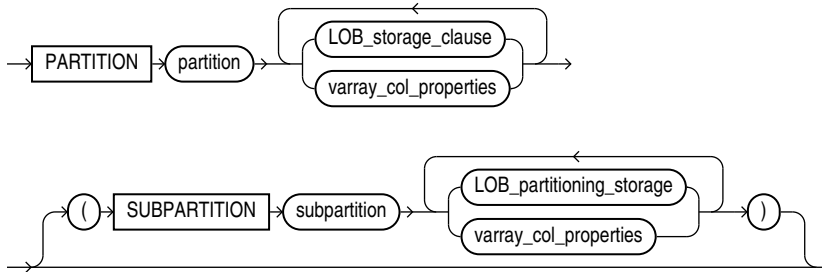 LOB_storage_clause
PARTITION partition
varray_col_properties
LOB_partitioning_storage
( SUBPARTITION subpartition )
varray_col_properties